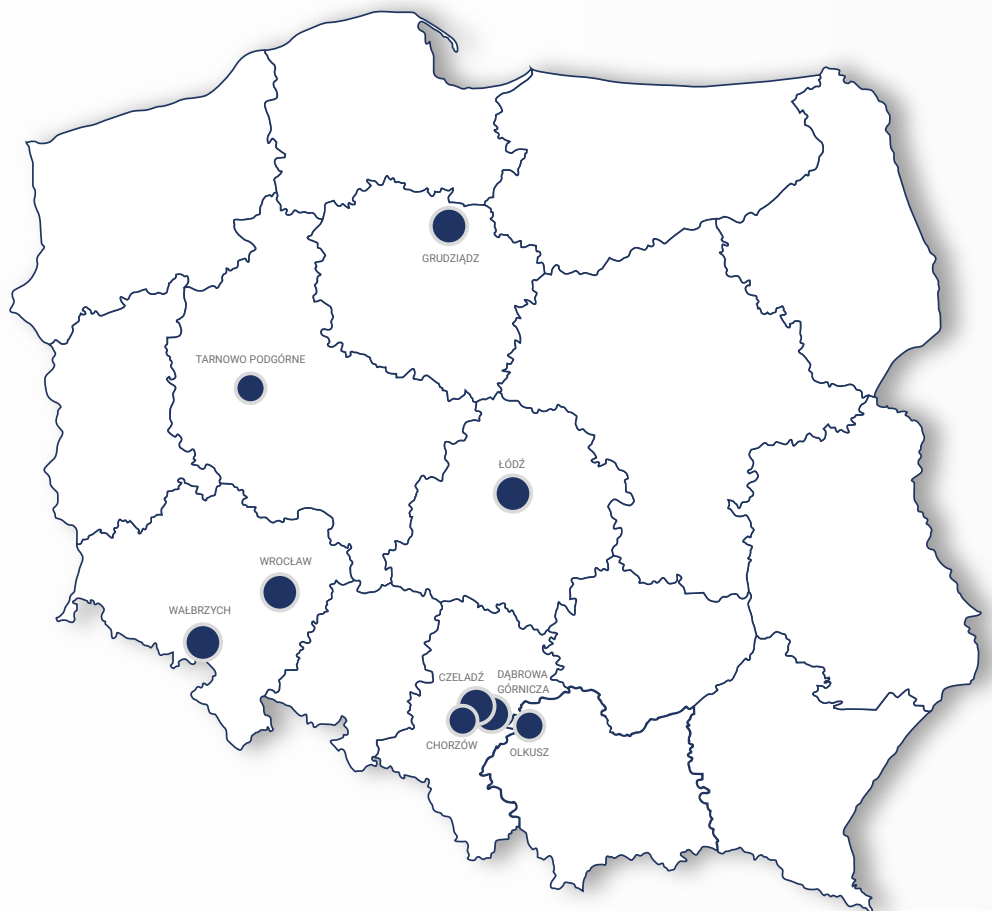 GRUDZIĄDZ
TARNOWO PODGÓRNE
ŁÓDŹ
WROCŁAW
WAŁBRZYCH
CZELADŹ
DĄBROWA
GÓRNICZA
CHORZÓW
OLKUSZ